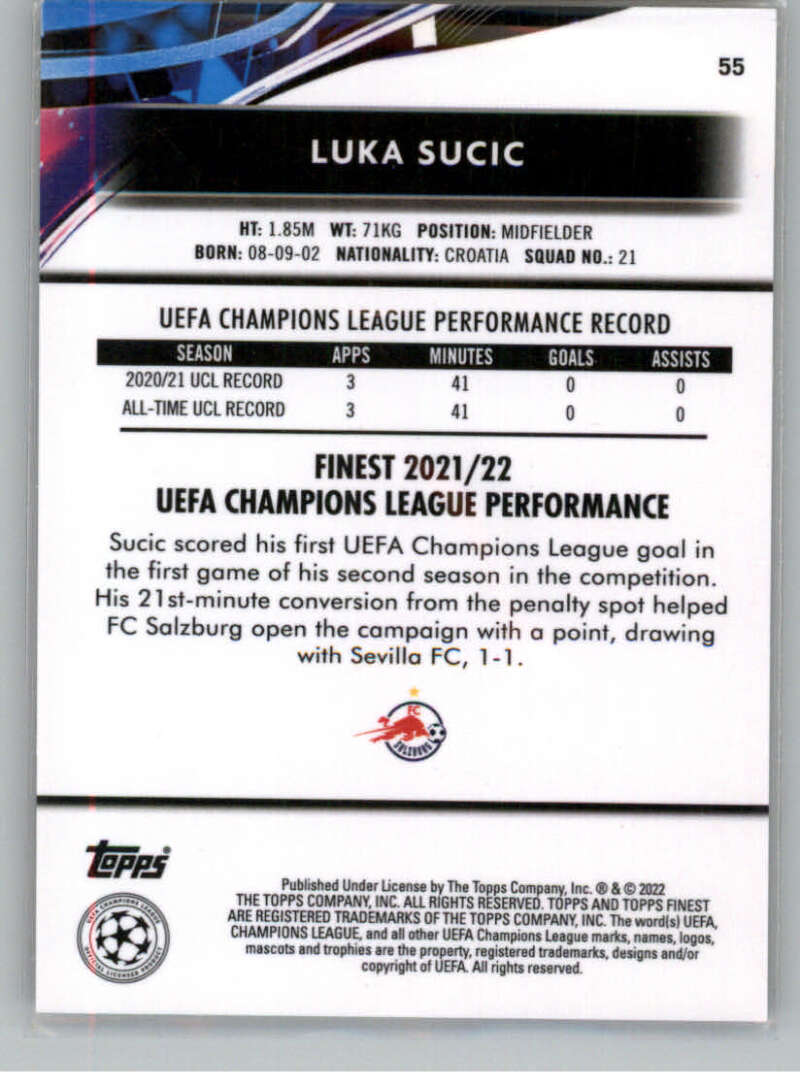 55
LUKA SUCIC
HT: 1.85M WT: 71KG POSITION: MIDFIELDER
BORN: 08-09-02 NATIONALITY: CROATIA SQUAD NO.: 21
UEFA CHAMPIONS LEAGUE PERFORMANCE RECORD
SEASON APPS MINUTES GOALS ASSISTS
2020/21 UCL RECORD 3 41 0 0
ALL-TIME UCL RECORD 3 41 0 0
FINEST 2021/22
UEFA CHAMPIONS LEAGUE PERFORMANCE
Sucic scored his first UEFA Champions League goal in
the first game of his second season in the competition.
His 21st-minute conversion from the penalty spot helped
FC Salzburg open the campaign with a point, drawing
with Sevilla FC, 1-1.
FC
SALZBURG
Topps®
UEFA CHAMPIONS LEAGUE
OFFICIAL LICENSED PRODUCT
Published Under License by The Topps Company, Inc. ® & © 2022
THE TOPPS COMPANY, INC. ALL RIGHTS RESERVED. TOPPS AND TOPPS FINEST
ARE REGISTERED TRADEMARKS OF THE TOPPS COMPANY, INC. The word(s) UEFA,
CHAMPIONS LEAGUE, and all other UEFA Champions League marks, names, logos,
mascots and trophies are the property, registered trademarks, designs and/or
copyright of UEFA. All rights reserved.